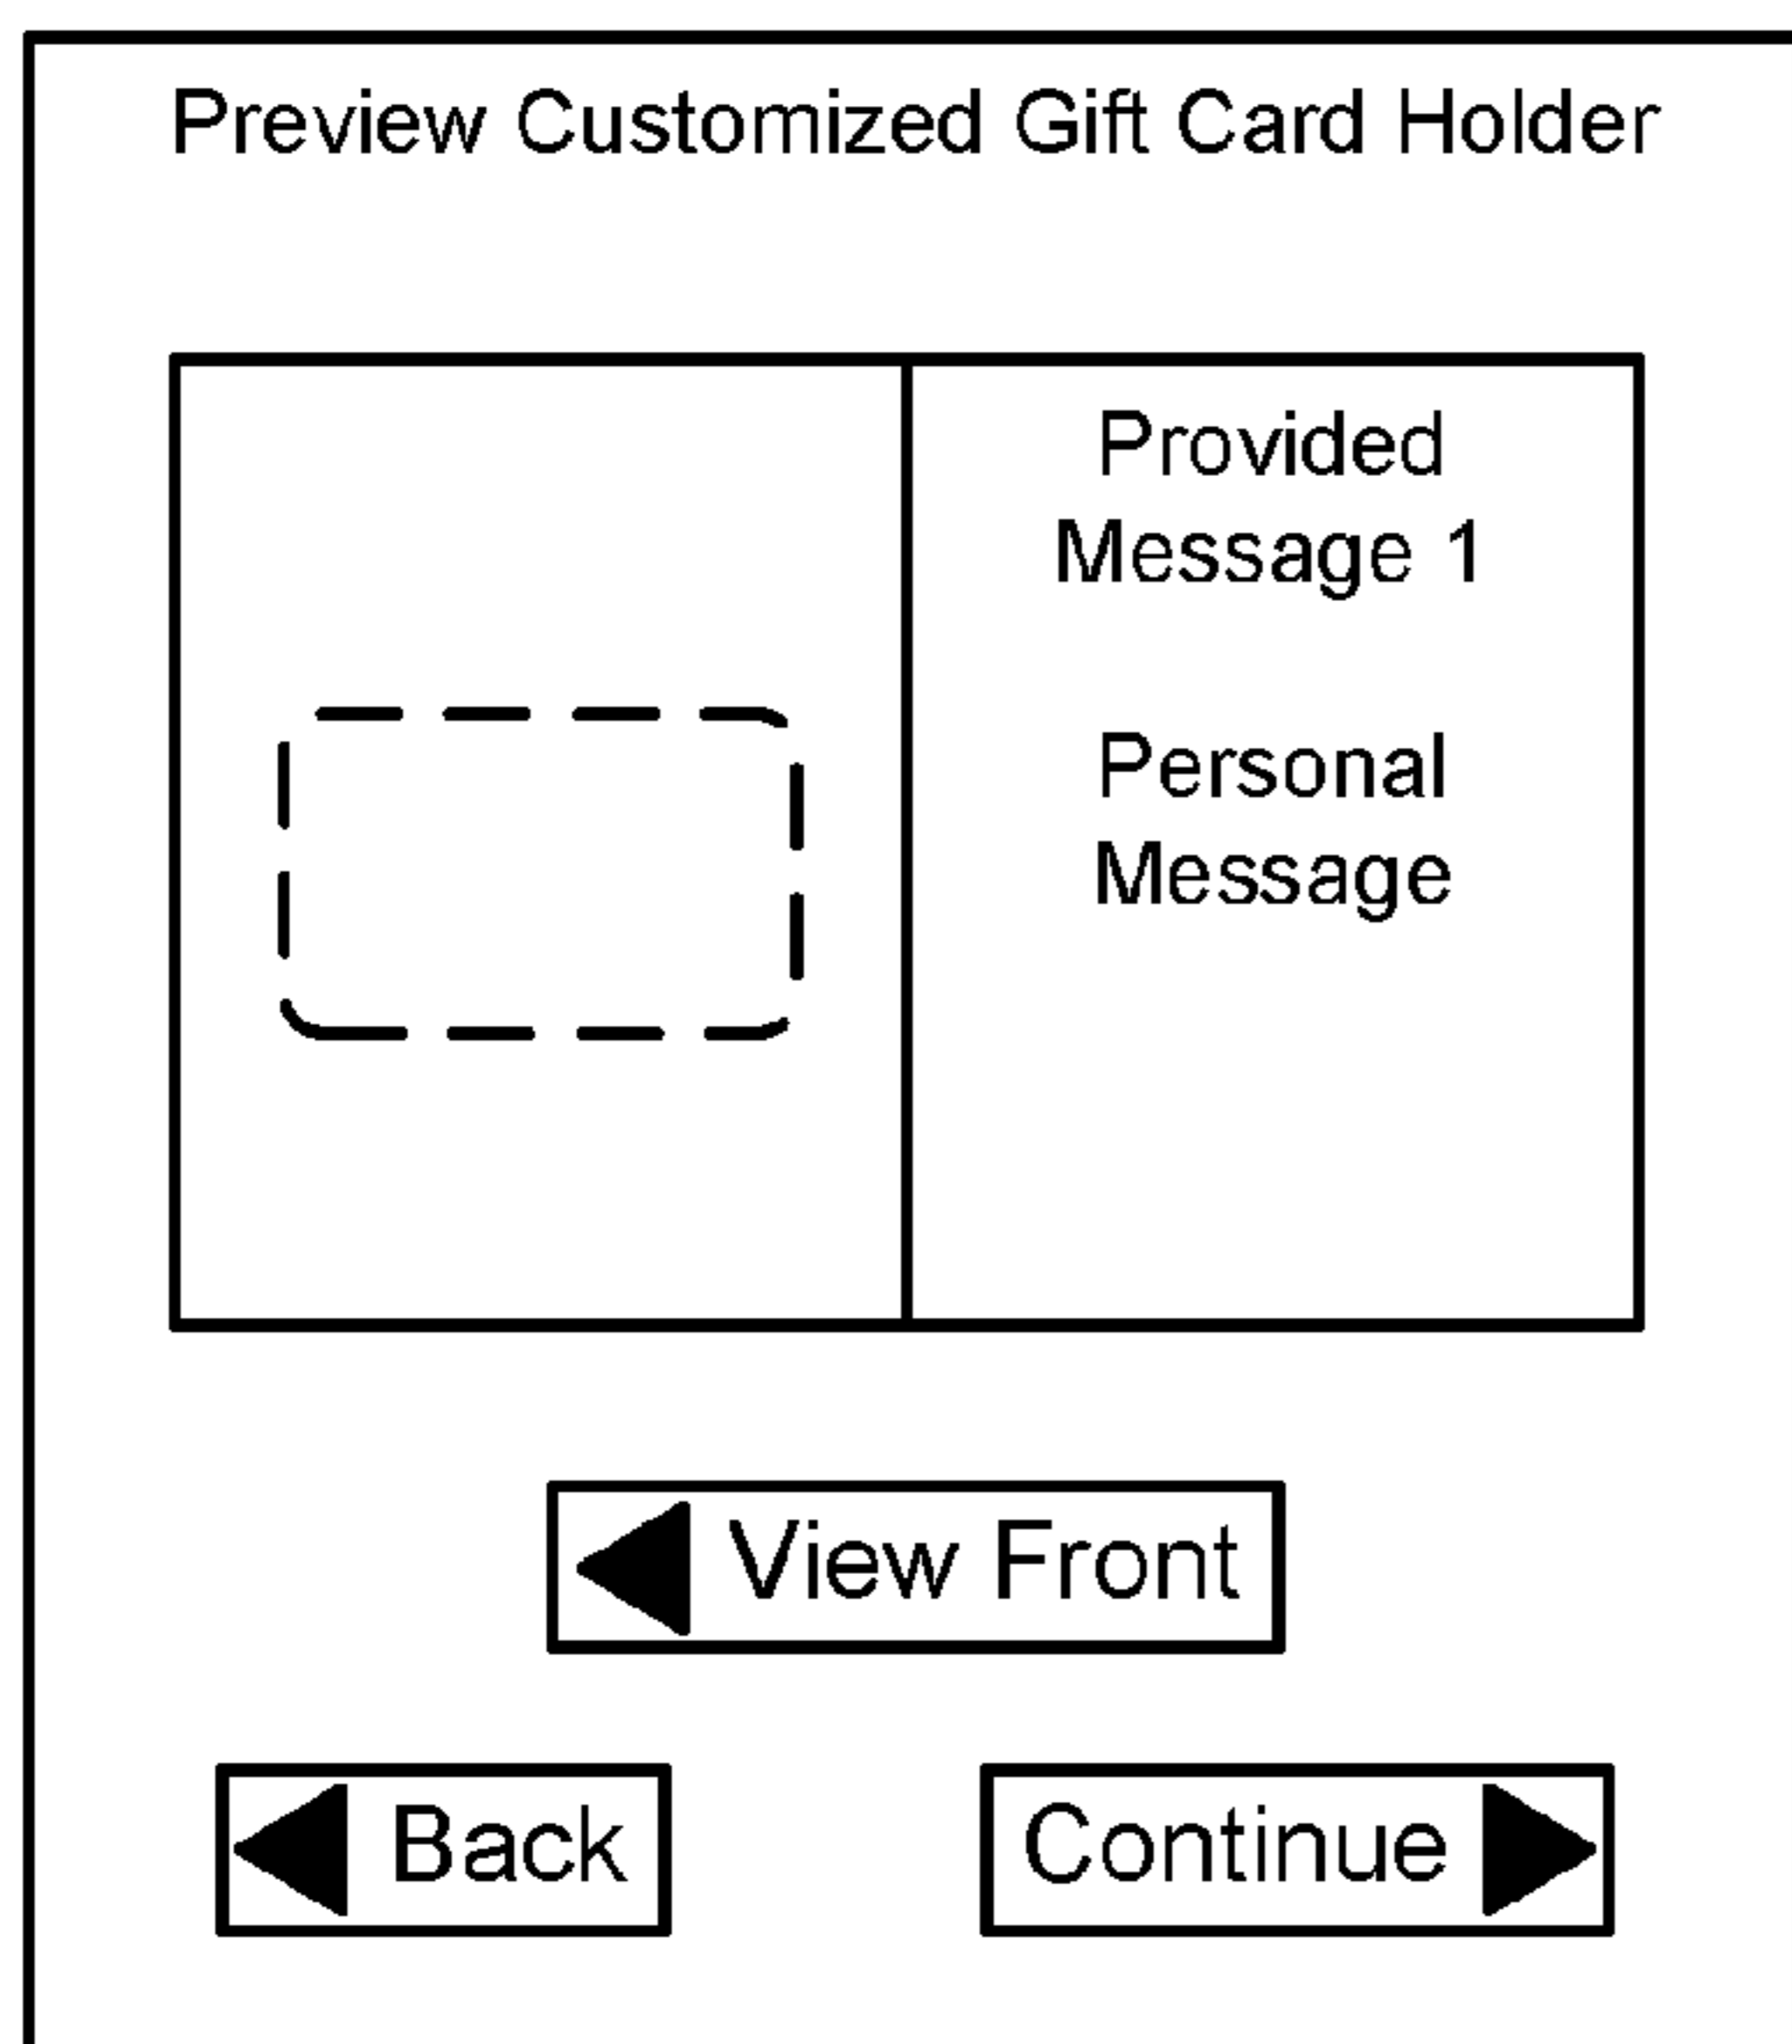 Preview Customized Gift Card Holder
Provided
Message 1
Personal
Message
View Front
Back
Continue